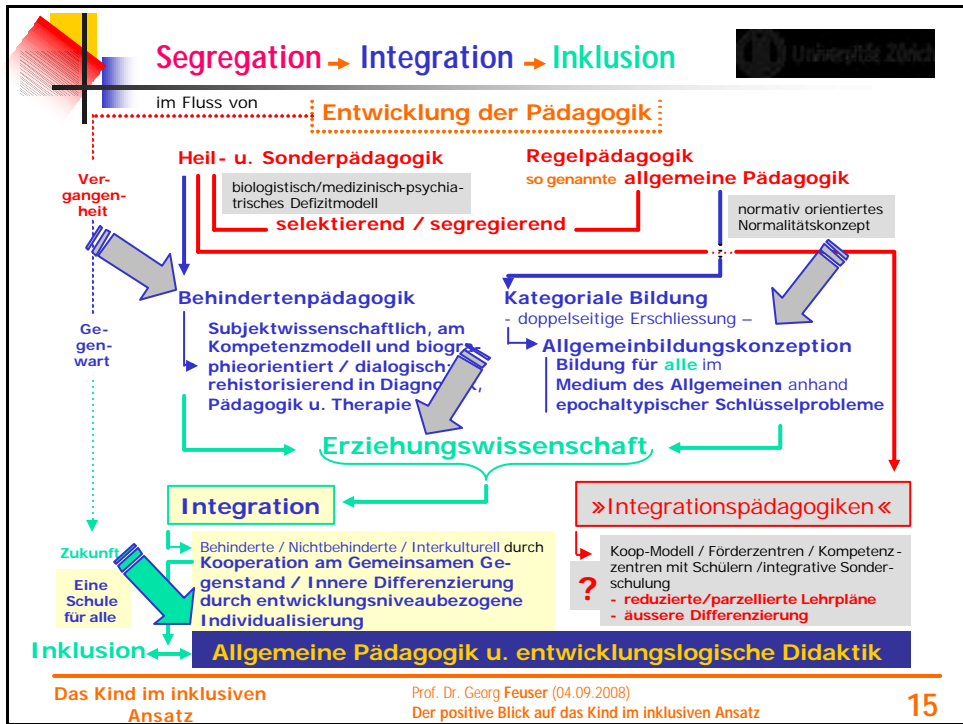 Segregation → Integration → Inklusion
Universität Zürich
im Fluss von
Entwicklung der Pädagogik
Heil- u. Sonderpädagogik
Regelpädagogik
so genannte allgemeine Pädagogik
Ver-
gangen-
heit
biologistisch/medizinisch-psychia-
trisches Defizitmodell
selektierend / segregierend
normativ orientiertes
Normalitätskonzept
Behindertenpädagogik
Kategoriale Bildung
- doppelseitige Erschliessung –
Ge-
gen-
wart
Subjektwissenschaftlich, am
Kompetenzmodell und biogra-
phieorientiert / dialogisch;
rehistorisierend in Diagnostik,
Pädagogik u. Therapie
Allgemeinbildungskonzeption
Bildung für alle im
Medium des Allgemeinen anhand
epochaltypischer Schlüsselprobleme
Erziehungswissenschaft
Integration
»Integrationspädagogiken«
Zukunft
Eine
Schule
für alle
Behinderte / Nichtbehinderte / Interkulturell durch
Kooperation am Gemeinsamen Ge-
genstand / Innere Differenzierung
durch entwicklungsniveaubezogene
Individualisierung
?
Koop-Modell / Förderzentren / Kompetenz-
zentren mit Schülern /integrative Sonder-
schulung
- reduzierte/parzellierte Lehrpläne
- äussere Differenzierung
Inklusion
Allgemeine Pädagogik u. entwicklungslogische Didaktik
Das Kind im inklusiven
Ansatz
Prof. Dr. Georg Feuser (04.09.2008)
Der positive Blick auf das Kind im inklusiven Ansatz
15